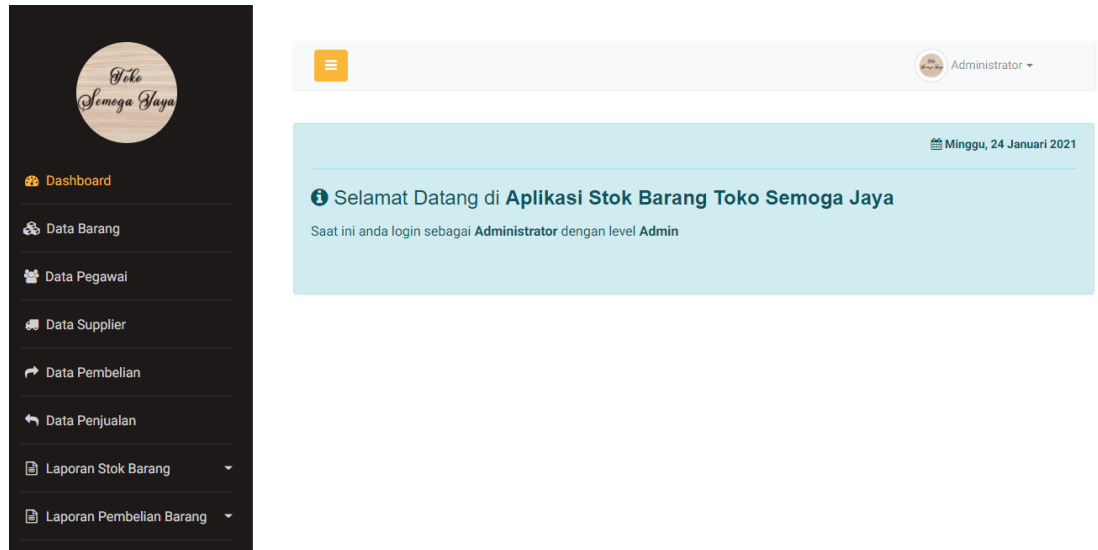 Toko
Semoga Jaya
Dashboard
Data Barang
Data Pegawai
Data Supplier
Data Pembelian
Data Penjualan
Laporan Stok Barang
Laporan Pembelian Barang
Administrator
Minggu, 24 Januari 2021
Selamat Datang di Aplikasi Stok Barang Toko Semoga Jaya
Saat ini anda login sebagai Administrator dengan level Admin